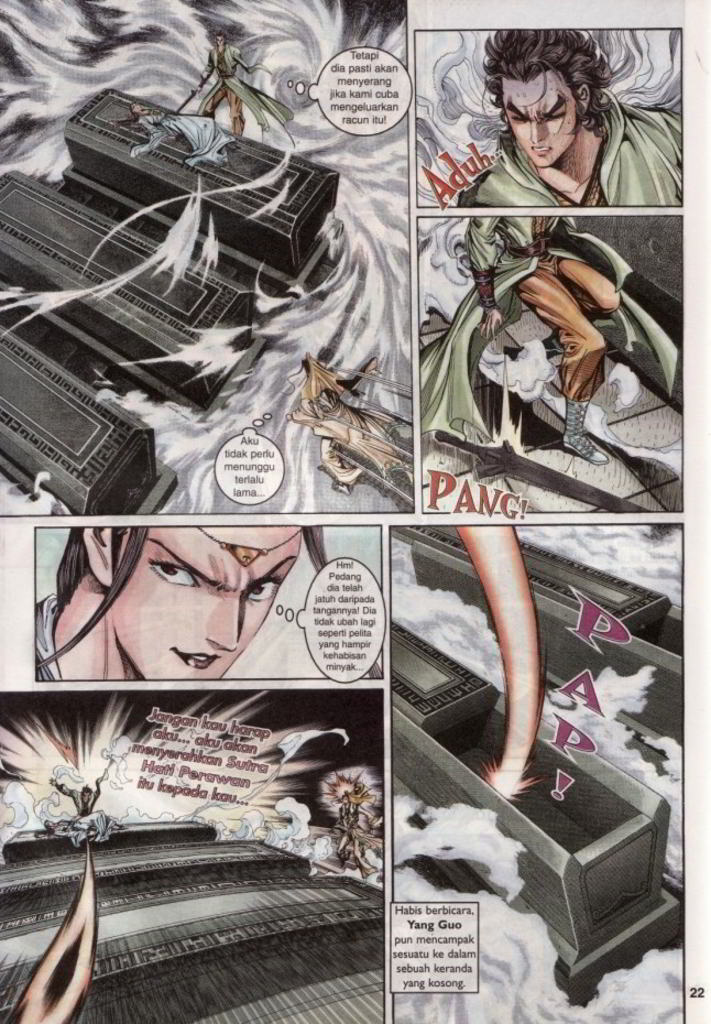 Tetapi
dia pasti akan
menyerang
jika kami cuba
mengeluarkan
racun itu!
Aduh..
Aku
tidak perlu
menunggu
terlalu
lama...
PANG!
Hm!
Pedang
dia telah
jatuh daripada
tangannya! Dia
tidak ubah lagi
seperti pelita
yang hampir
kehabisan
minyak...
PAP!
Jangan kau harap
aku... aku akan
menyerahkan Sutra
Hati Perawan
itu kepada kau...
Habis berbicara,
Yang Guo
pun mencampak
sesuatu ke dalam
sebuah keranda
yang kosong.
22